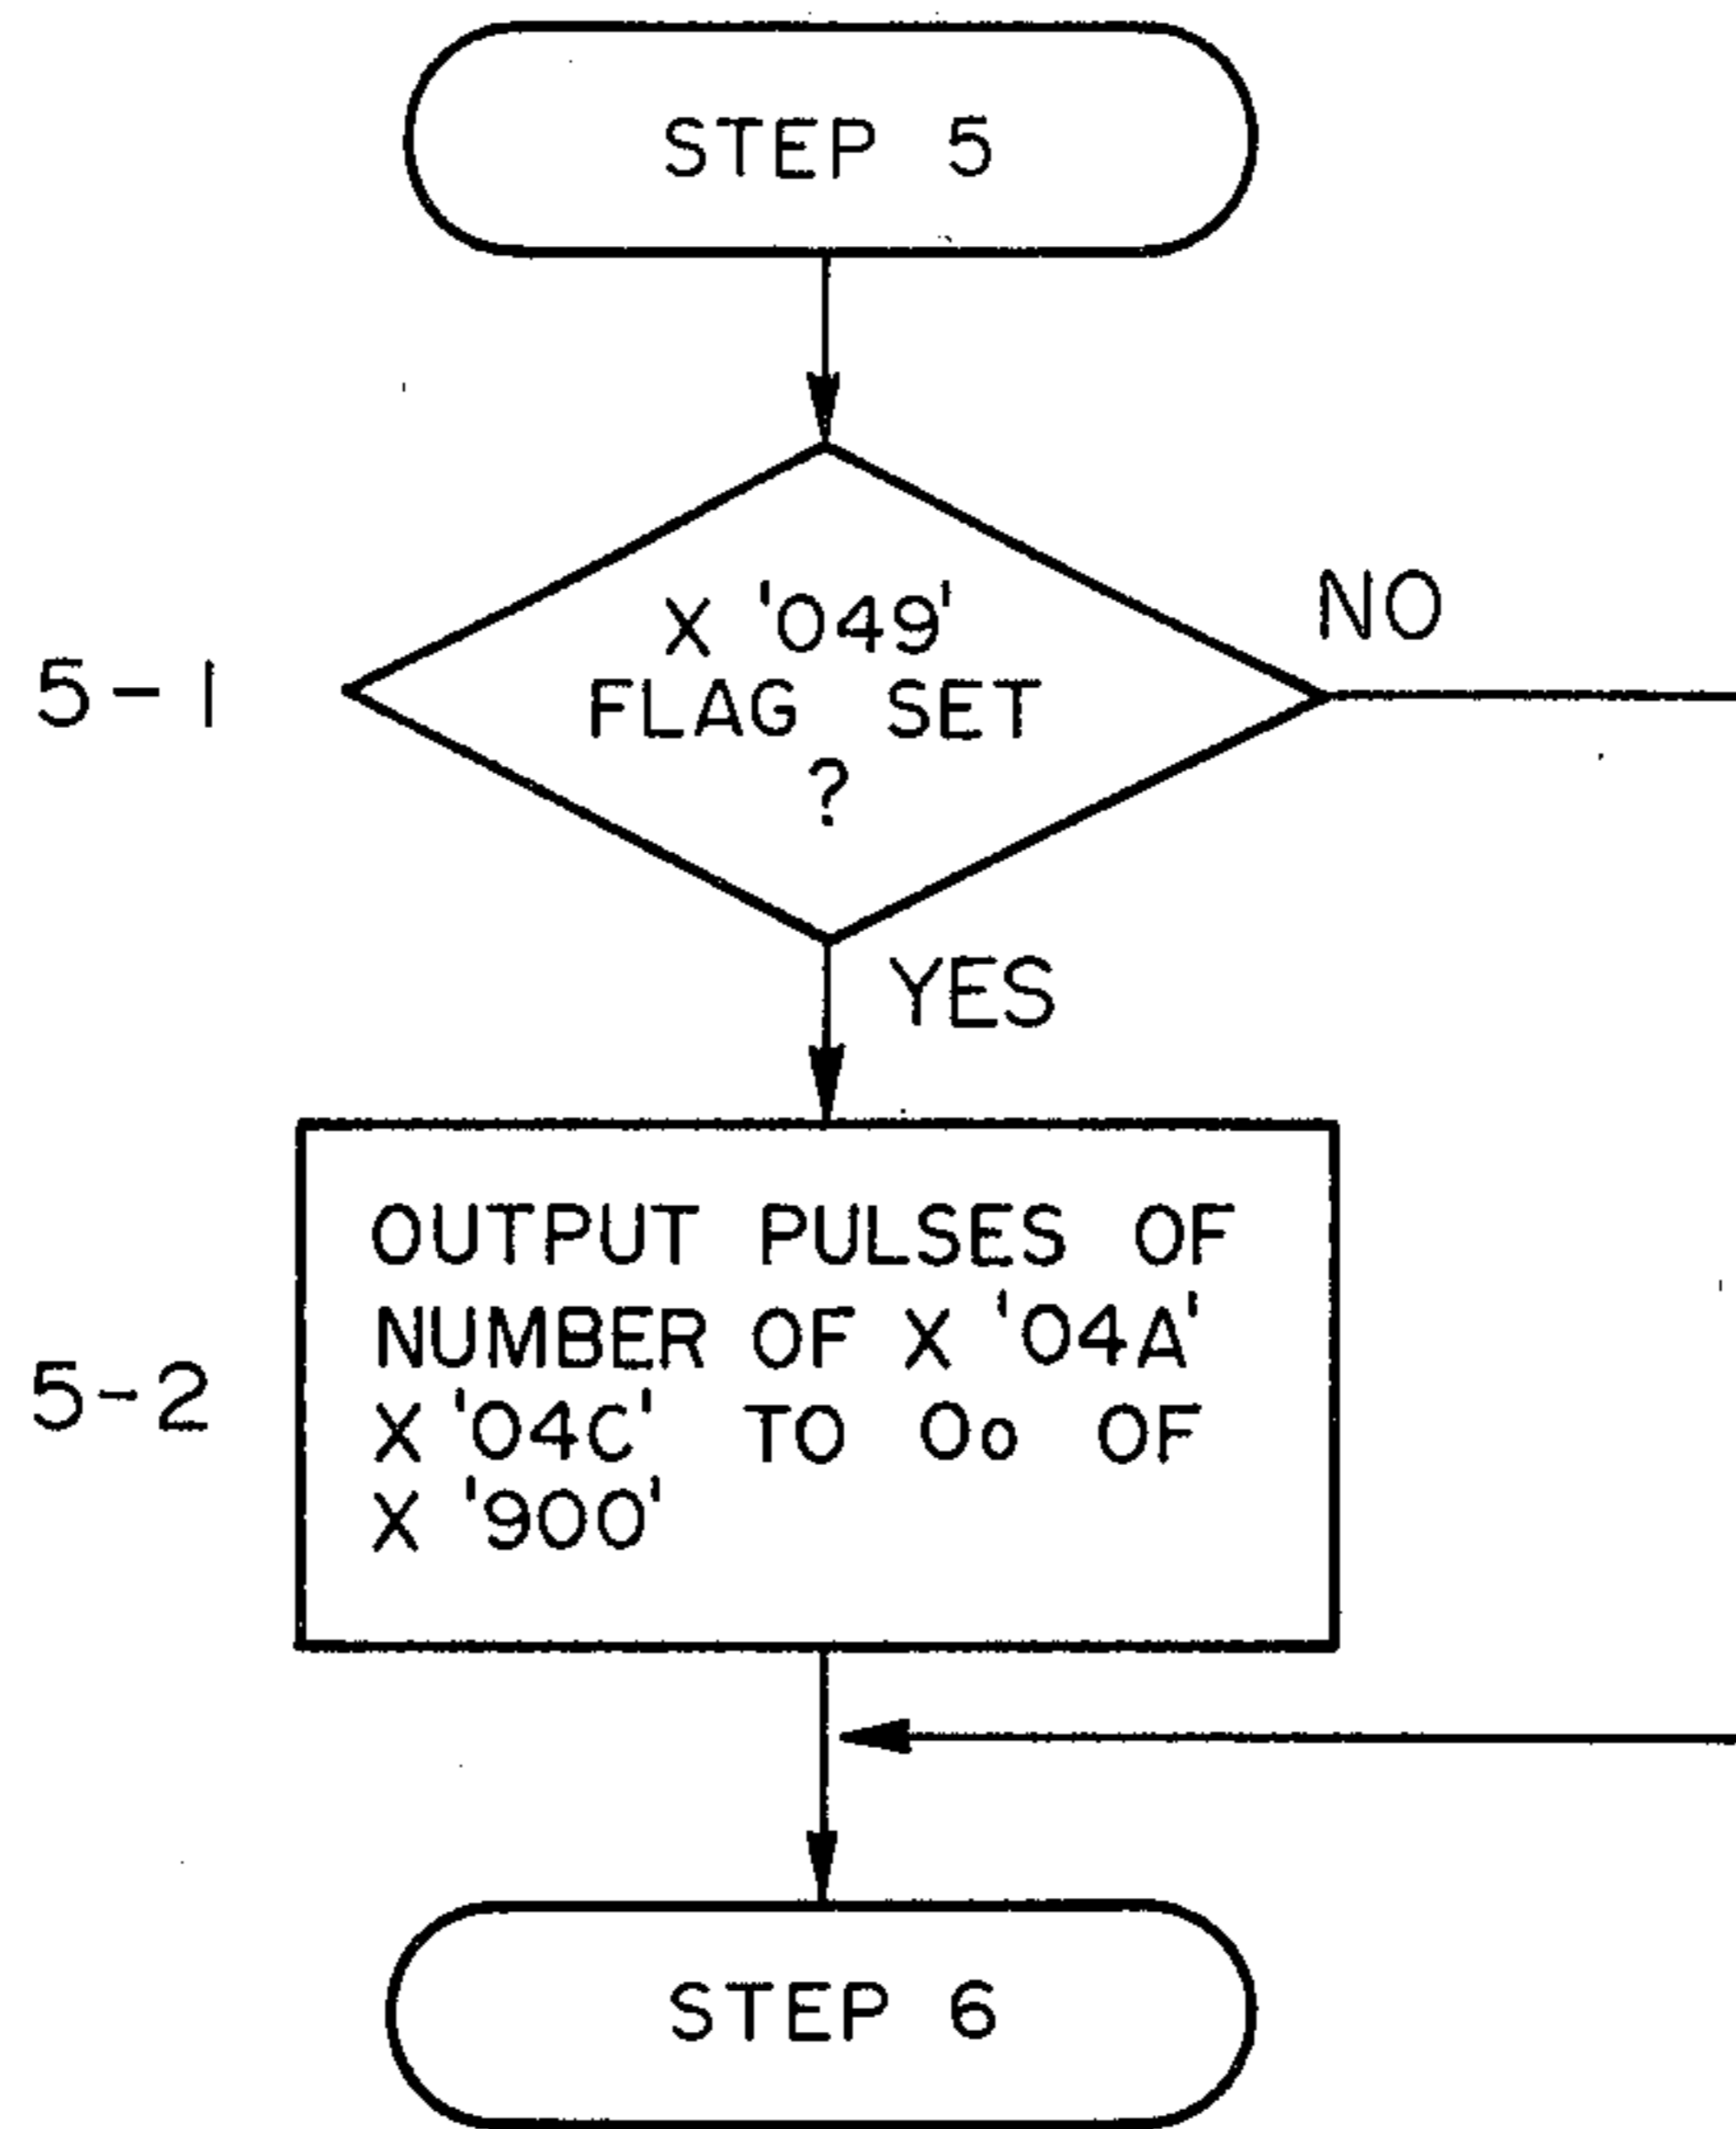 STEP 5
X '049'
FLAG SET
?
NO
5-1
YES
OUTPUT PULSES OF
NUMBER OF X '04A'
X '04C' TO Oo OF
X '900'
5-2
STEP 6